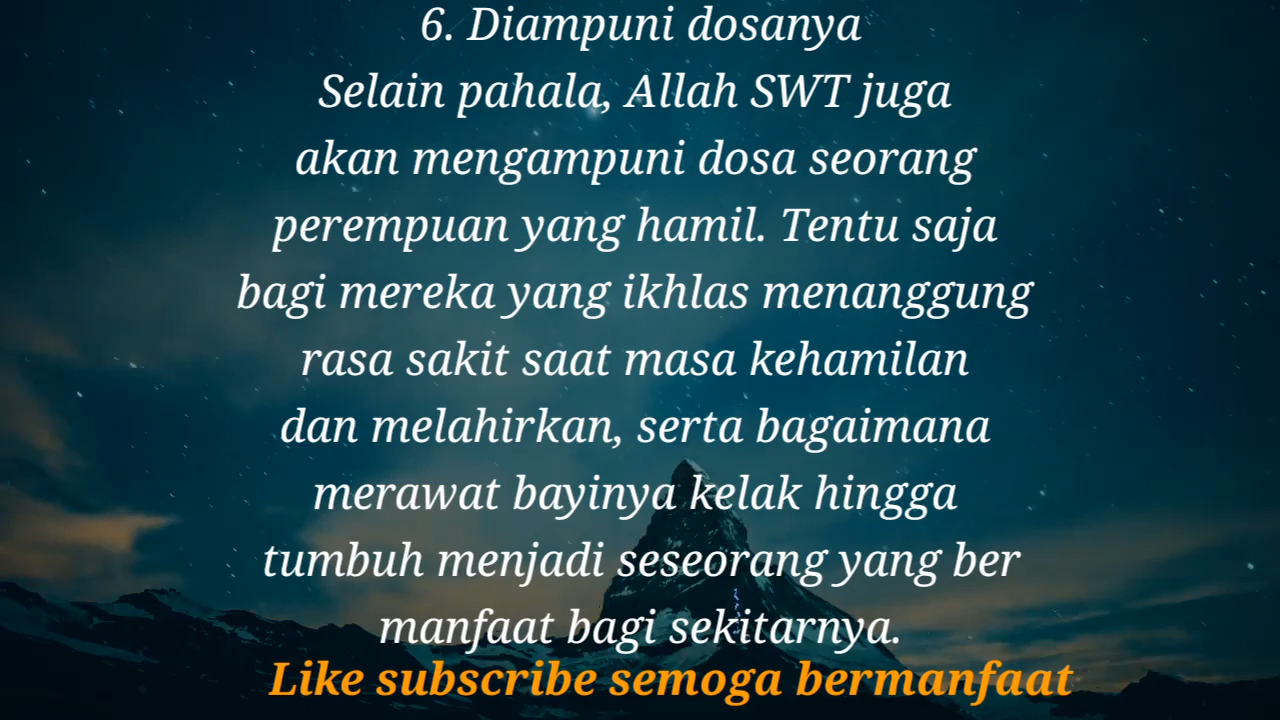 6. Diampuni dosanya
Selain pahala, Allah SWT juga
akan mengampuni dosa seorang
perempuan yang hamil. Tentu saja
bagi mereka yang ikhlas menanggung
rasa sakit saat masa kehamilan
dan melahirkan, serta bagaimana
merawat bayinya kelak hingga
tumbuh menjadi seseorang yang ber
manfaat bagi sekitarnya.
Like subscribe semoga bermanfaat